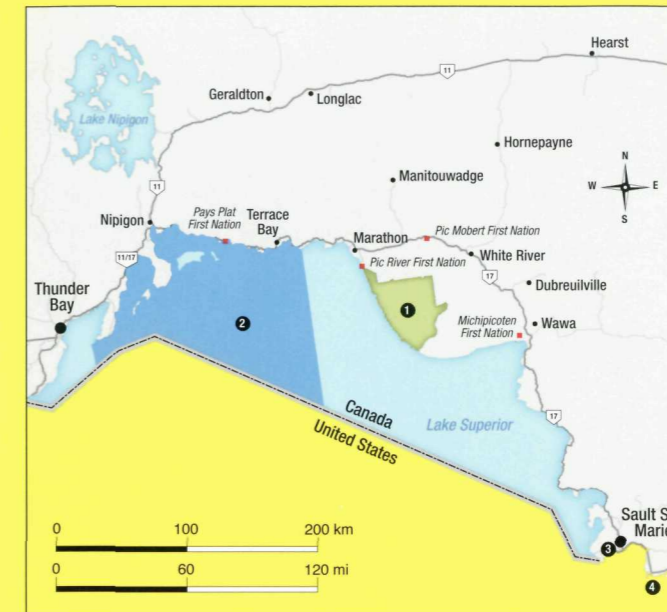 Hearst
11
Geraldton
Longlac
Lake Nipigon
Hornepayne
N
W E
S
Manitouwadge
11
Nipigon
Pays Plat
First Nation
Terrace
Bay
Marathon
Pic Mobert First Nation
White River
11/17
Pic River First Nation
17
Dubreuilville
Thunder
Bay
1
2
Michipicoten
First Nation
Wawa
Canada
United States
Lake Superior
17
Sault S
Marie
3
4
0 100 200 km
0 60 120 mi